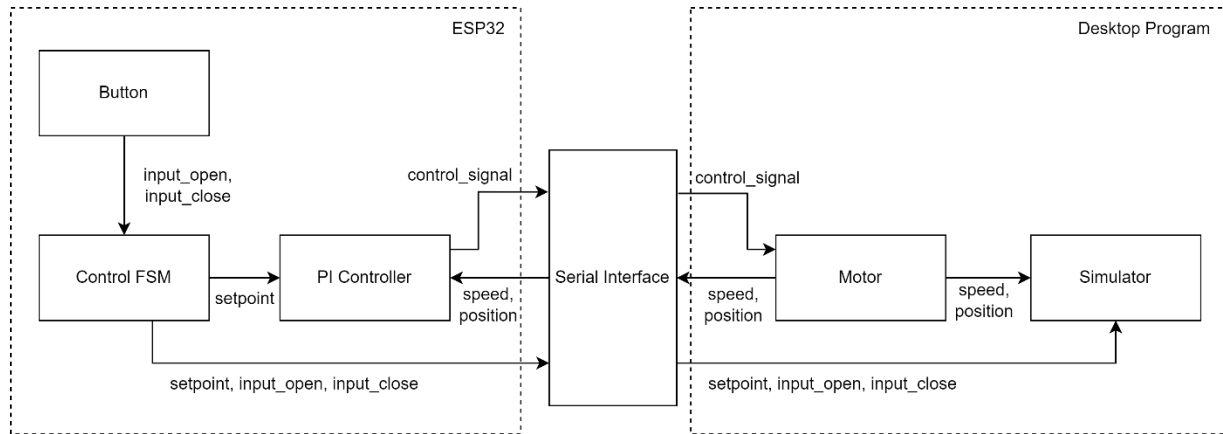 ESP32
Desktop Program
Button
input_open,
input_close
control_signal
control_signal
Control FSM
setpoint
PI Controller
speed,
position
Serial Interface
speed,
position
Motor
speed,
position
Simulator
setpoint, input_open, input_close
setpoint, input_open, input_close